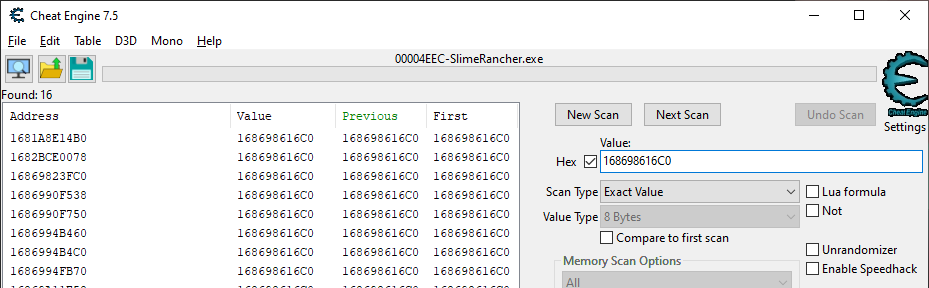 Cheat Engine 7.5
File Edit Table D3D Mono Help
00004EEC-SlimeRancher.exe
Found: 16
Cheat Engine
Settings
Address Value Previous First
1681A8E14B0 168698616C0 168698616C0 168698616C0
1682BCE0078 168698616C0 168698616C0 168698616C0
16869823FC0 168698616C0 168698616C0 168698616C0
1686990F538 168698616C0 168698616C0 168698616C0
1686990F750 168698616C0 168698616C0 168698616C0
1686994B460 168698616C0 168698616C0 168698616C0
1686994B4C0 168698616C0 168698616C0 168698616C0
1686994FB70 168698616C0 168698616C0 168698616C0
New Scan Next Scan Undo Scan
Value:
Hex 168698616C0
Scan Type Exact Value
Lua formula
Value Type 8 Bytes
Not
Compare to first scan
Unrandomizer
Memory Scan Options
Enable Speedhack
All